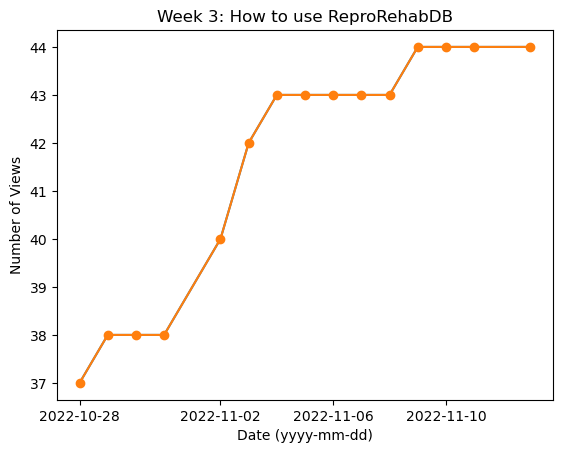 Week 3: How to use ReproRehabDB
44
43
42
41
40
39
38
37
Number of Views
2022-10-28 2022-11-02 2022-11-06 2022-11-10
Date (yyyy-mm-dd)